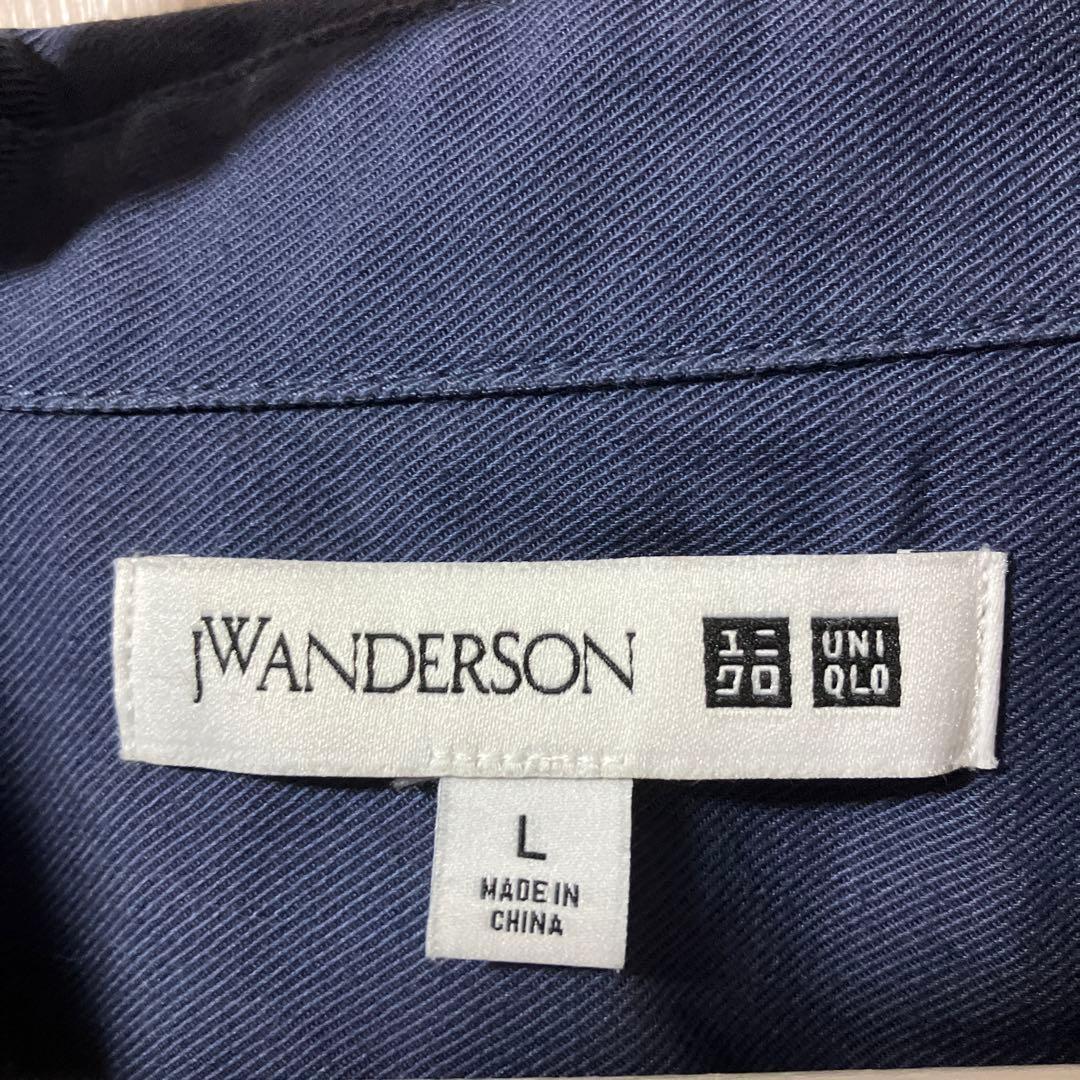 JWANDERSON
ユニ
クロ
UNI
QLO
L
MADE IN
CHINA